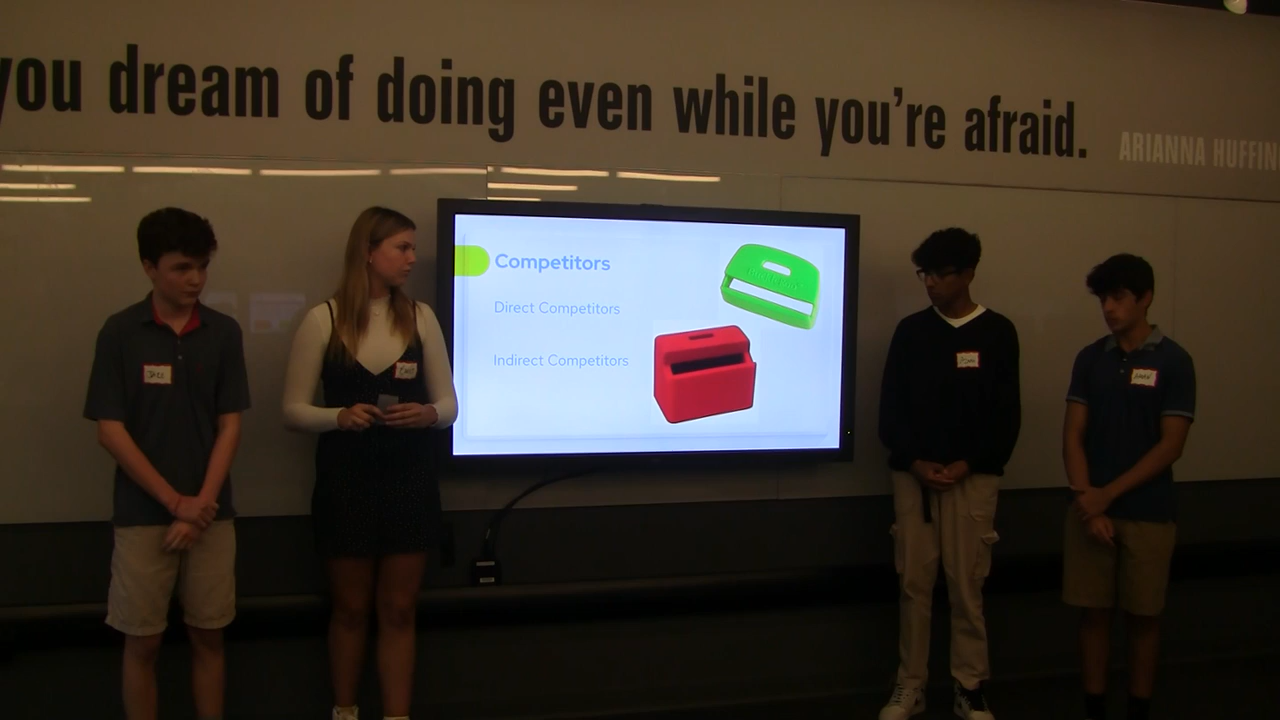 you dream of doing even while you're afraid.
ARIANNA HUFFIN
Competitors
Direct Competitors
Indirect Competitors